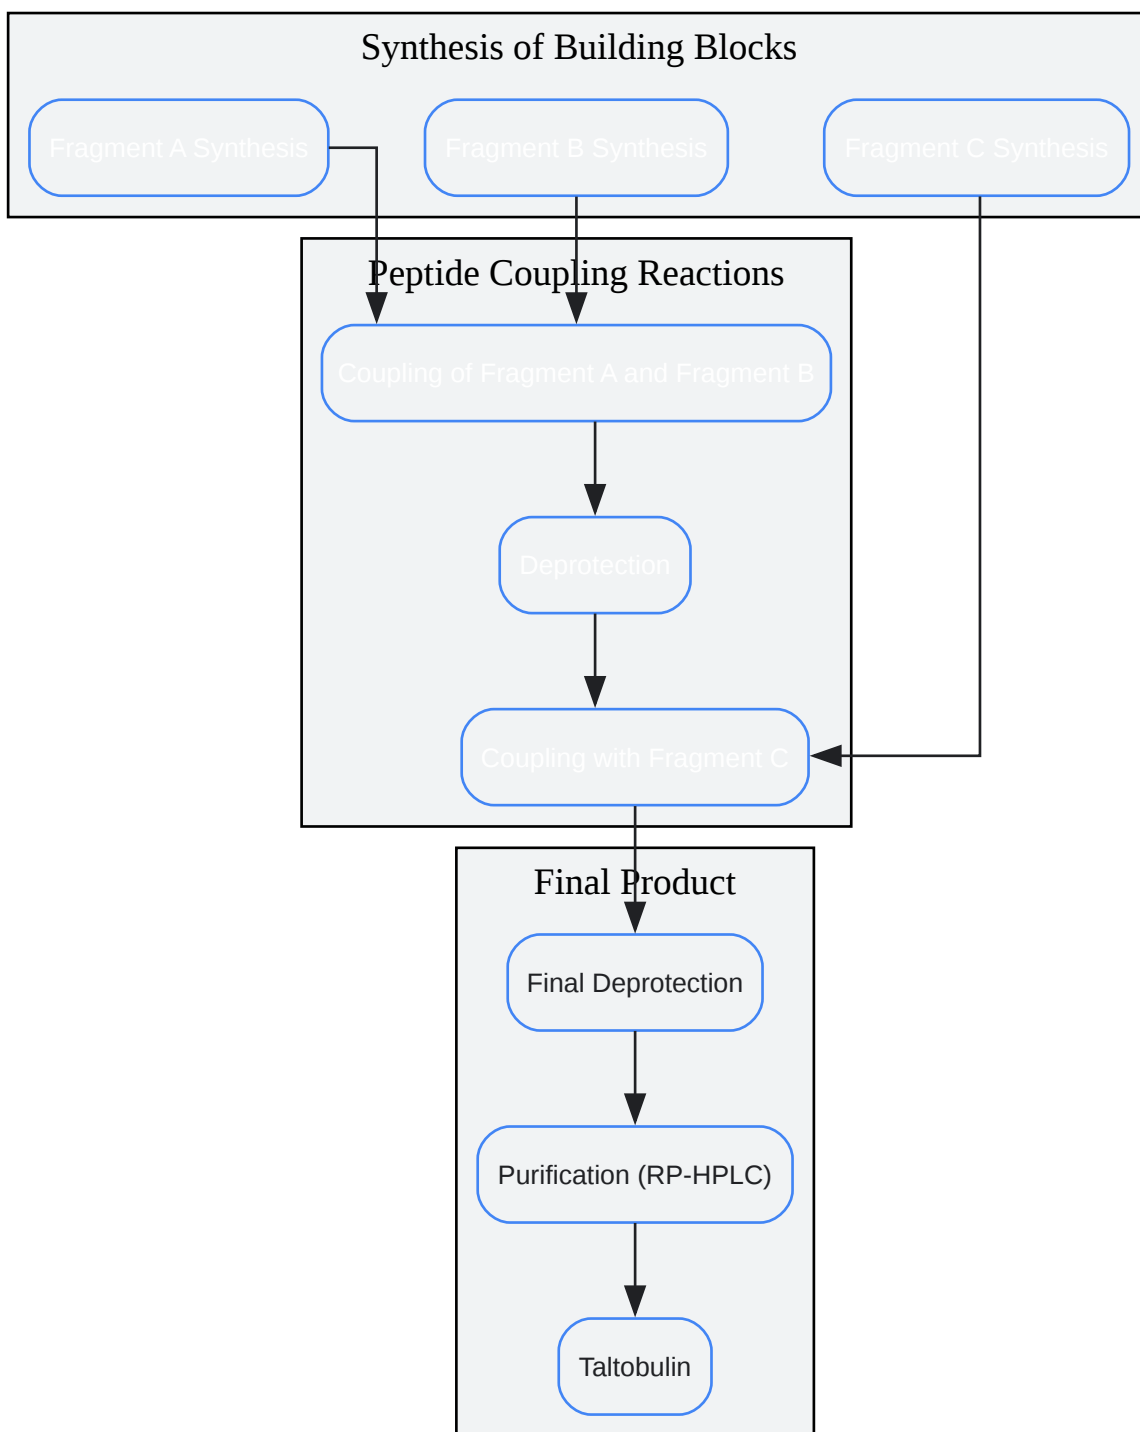 Synthesis of Building Blocks
Fragment A Synthesis
Fragment B Synthesis
Fragment C Synthesis
Peptide Coupling Reactions
Coupling of Fragment A and Fragment B
Deprotection
Coupling with Fragment C
Final Product
Final Deprotection
Purification (RP-HPLC)
Taltobulin